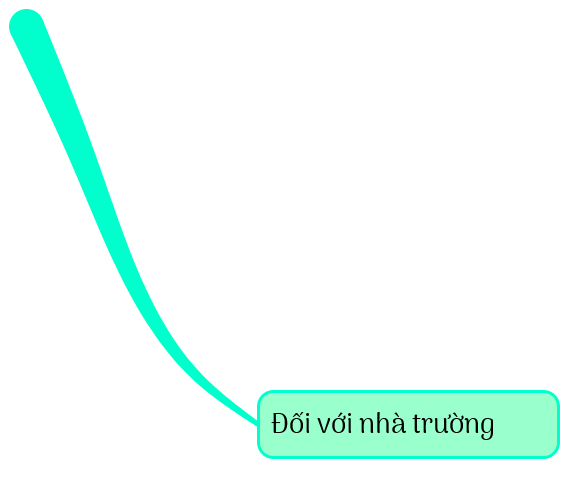 Đối với nhà trường